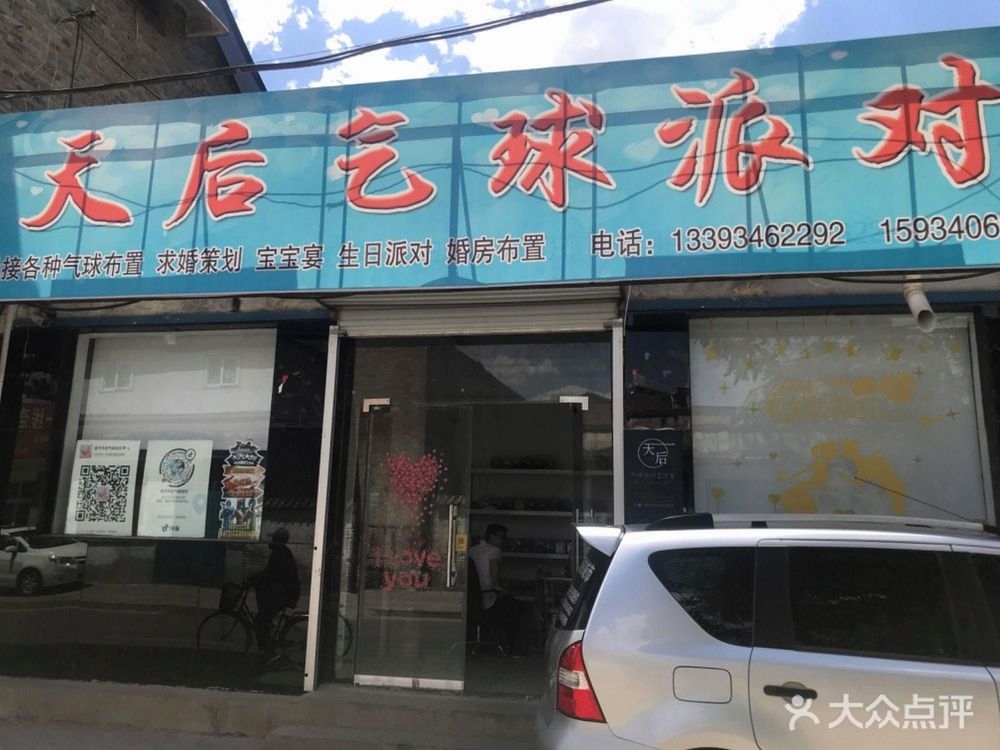 天后气球派对
接各种气球布置 求婚策划 宝宝宴 生日派对 婚房布置 电话：13393462292 1593406
天后
抖音
I Love
you
大众点评